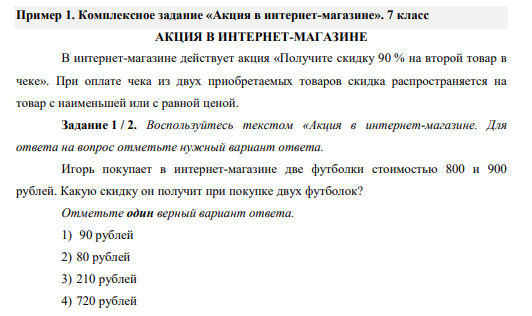 Пример 1. Комплексное задание «Акция в интернет-магазине». 7 класс
АКЦИЯ В ИНТЕРНЕТ-МАГАЗИНЕ
В интернет-магазине действует акция «Получите скидку 90 % на второй товар в
чеке». При оплате чека из двух приобретаемых товаров скидка распространяется на
товар с наименьшей или с равной ценой.
Задание 1 / 2. Воспользуйтесь текстом «Акция в интернет-магазине. Для
ответа на вопрос отметьте нужный вариант ответа.
Игорь покупает в интернет-магазине две футболки стоимостью 800 и 900
рублей. Какую скидку он получит при покупке двух футболок?
Отметьте один верный вариант ответа.
1) 90 рублей
2) 80 рублей
3) 210 рублей
4) 720 рублей